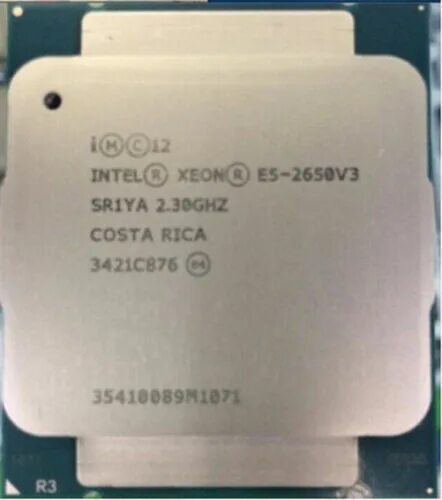 i Ⓜ Ⓒ 12
INTEL® XEON® E5-2650V3
SR1YA 2.30GHZ
COSTA RICA
3421C876 e4
35410089M1071
R3